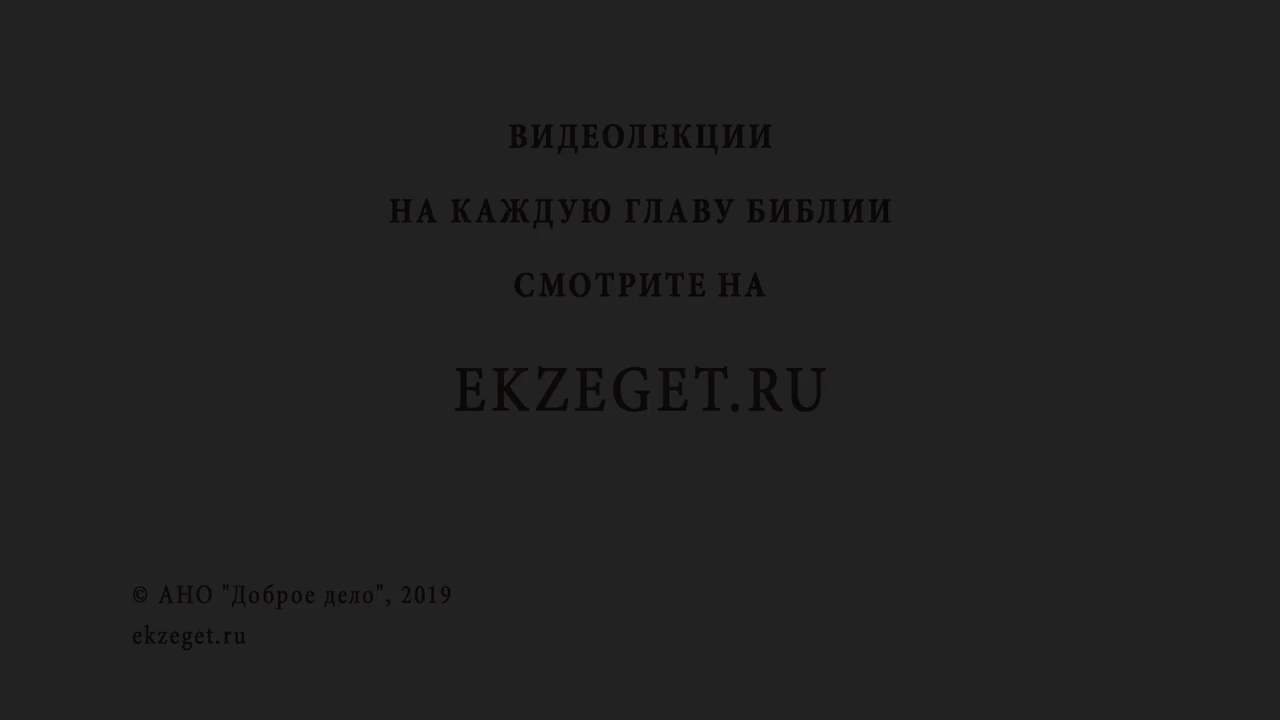 ВИДЕОЛЕКЦИИ
НА КАЖДУЮ ГЛАВУ БИБЛИИ
СМОТРИТЕ НА
EKZEGET.RU
© АНО "Доброе дело", 2019
ekzeget.ru